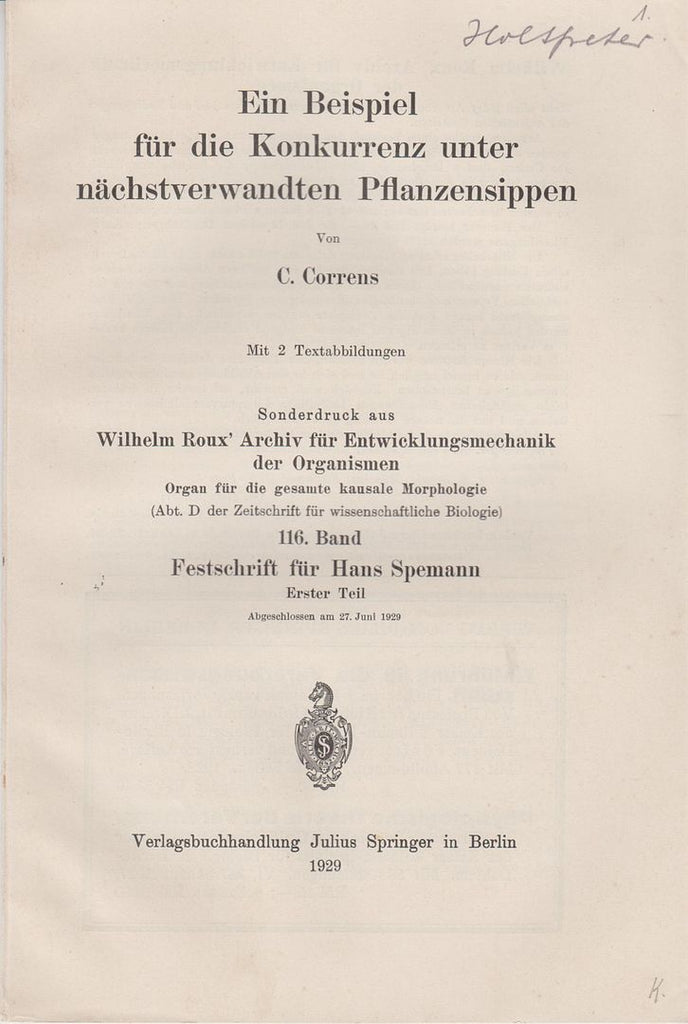 1.
Holtfreter.
Ein Beispiel
für die Konkurrenz unter
nächstverwandten Pflanzensippen
Von
C. Correns
Mit 2 Textabbildungen
Sonderdruck aus
Wilhelm Roux' Archiv für Entwicklungsmechanik
der Organismen
Organ für die gesamte kausale Morphologie
(Abt. D der Zeitschrift für wissenschaftliche Biologie)
116. Band
Festschrift für Hans Spemann
Erster Teil
Abgeschlossen am 27. Juni 1929
Verlagsbuchhandlung Julius Springer in Berlin
1929
K.